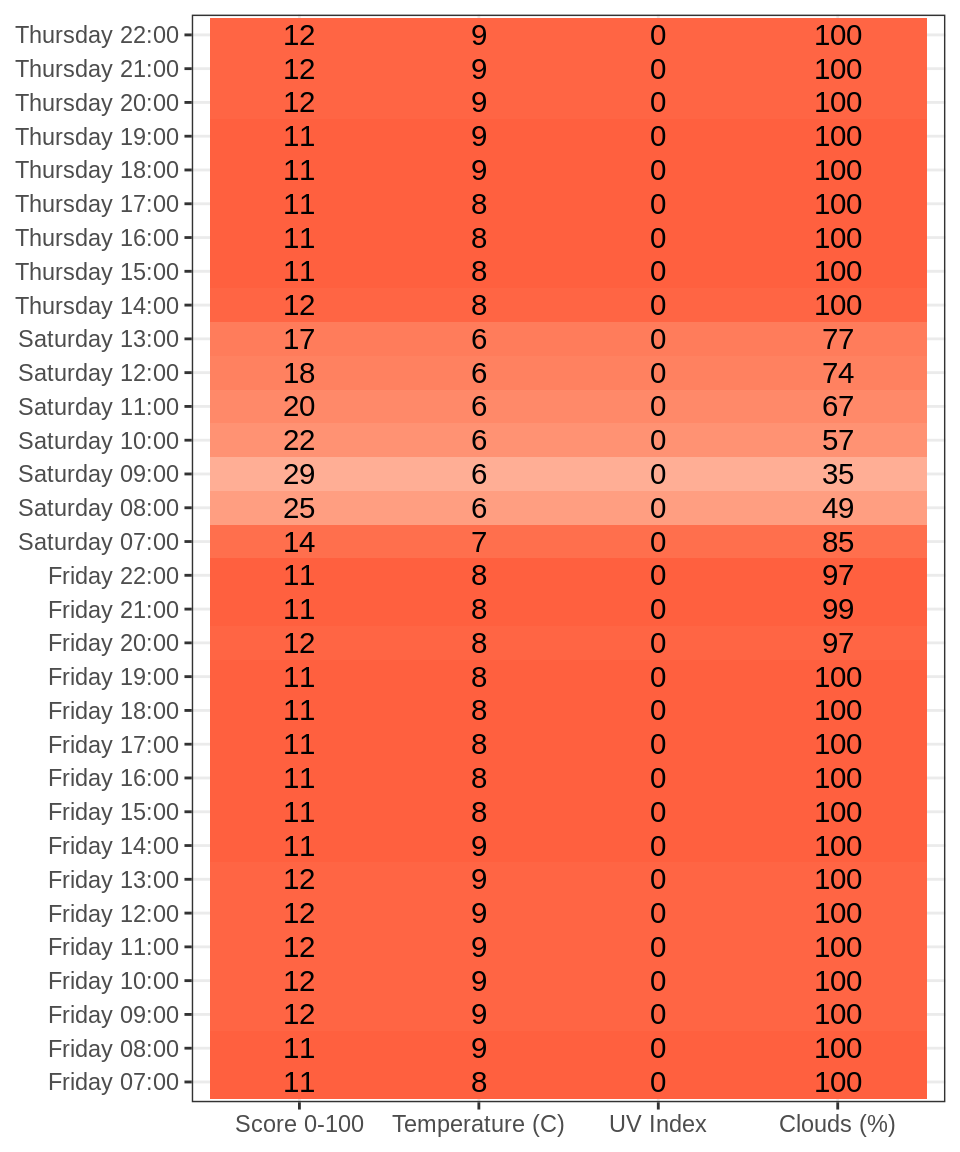 Thursday 22:00 12 9 0 100
Thursday 21:00 12 9 0 100
Thursday 20:00 12 9 0 100
Thursday 19:00 11 9 0 100
Thursday 18:00 11 9 0 100
Thursday 17:00 11 8 0 100
Thursday 16:00 11 8 0 100
Thursday 15:00 11 8 0 100
Thursday 14:00 12 8 0 100
Saturday 13:00 17 6 0 77
Saturday 12:00 18 6 0 74
Saturday 11:00 20 6 0 67
Saturday 10:00 22 6 0 57
Saturday 09:00 29 6 0 35
Saturday 08:00 25 6 0 49
Saturday 07:00 14 7 0 85
Friday 22:00 11 8 0 97
Friday 21:00 11 8 0 99
Friday 20:00 12 8 0 97
Friday 19:00 11 8 0 100
Friday 18:00 11 8 0 100
Friday 17:00 11 8 0 100
Friday 16:00 11 8 0 100
Friday 15:00 11 8 0 100
Friday 14:00 11 9 0 100
Friday 13:00 12 9 0 100
Friday 12:00 12 9 0 100
Friday 11:00 12 9 0 100
Friday 10:00 12 9 0 100
Friday 09:00 12 9 0 100
Friday 08:00 11 9 0 100
Friday 07:00 11 8 0 100
Score 0-100 Temperature (C) UV Index Clouds (%)